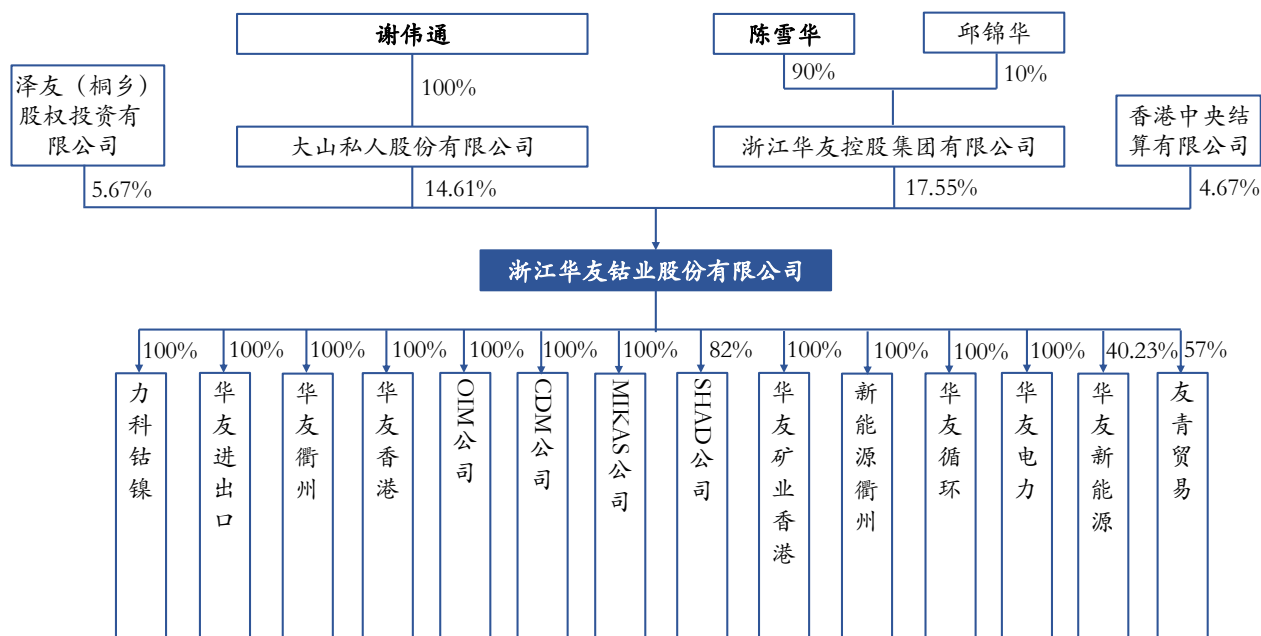 谢伟通
陈雪华
邱锦华
90%
10%
泽友（桐乡）
股权投资有
限公司
100%
香港中央结
算有限公司
大山私人股份有限公司
浙江华友控股集团有限公司
5.67%
14.61%
17.55%
4.67%
浙江华友钴业股份有限公司
100%
100%
100%
100%
100%
100%
100%
82%
100%
100%
100%
100%
40.23%
57%
力科钴镍
华友进出口
华友衢州
华友香港
OIM公司
CDM公司
MIKAS公司
SHAD公司
华友矿业香港
新能源衢州
华友循环
华友电力
华友新能源
友青贸易